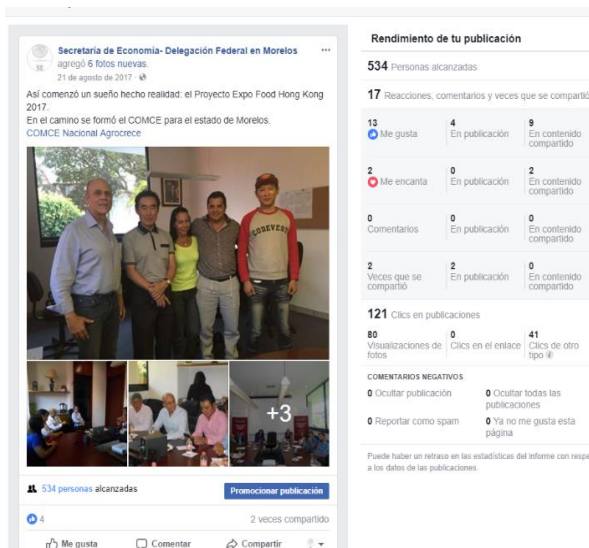 Secretaría de Economía- Delegación
Federal en Morelos
agregó 6 fotos nuevas.
21 de agosto de 2017
Así comenzó un sueño hecho realidad: el Proyecto Expo Food Hong Kong
2017.
En el camino se formó el COMCE para el estado de Morelos.
COMCE Nacional Agrocrece
SE
CODEVEST
+3
534 personas alcanzadas
Promocionar publicación
4
2 veces compartido
Me gusta
Comentar
Compartir
Rendimiento de tu publicación
534 Personas alcanzadas
17 Reacciones, comentarios y veces que se compartió
13
Me gusta
4
En publicación
9
En contenido
compartido
2
Me encanta
0
En publicación
2
En contenido
compartido
0
Comentarios
0
En publicación
0
En contenido
compartido
2
Veces que se
compartió
2
En publicación
0
En contenido
compartido
121 Clics en publicaciones
80
Visualizaciones de
fotos
0
Clics en el enlace
41
Clics de otro
tipo
COMENTARIOS NEGATIVOS
0 Ocultar publicación
0 Ocultar todas las
publicaciones
0 Reportar como spam
0 Ya no me gusta esta
página
Puede haber un retraso en las estadísticas del informe con respe
a los datos de las publicaciones.